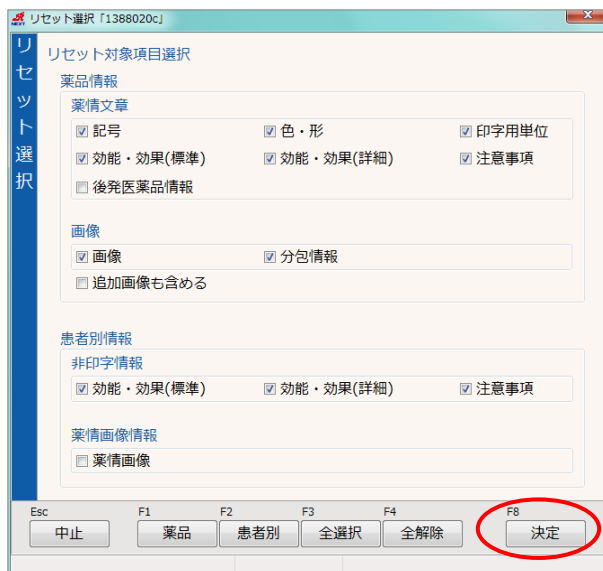 リセット選択「1388020c」
リセット選択
リセット対象項目選択
薬品情報
薬情文章
記号 色・形 印字用単位
効能・効果(標準) 効能・効果(詳細) 注意事項
後発医薬品情報
画像
画像 分包情報
追加画像も含める
患者別情報
非印字情報
効能・効果(標準) 効能・効果(詳細) 注意事項
薬情画像情報
薬情画像
Esc F1 F2 F3 F4 F8
中止 薬品 患者別 全選択 全解除 決定